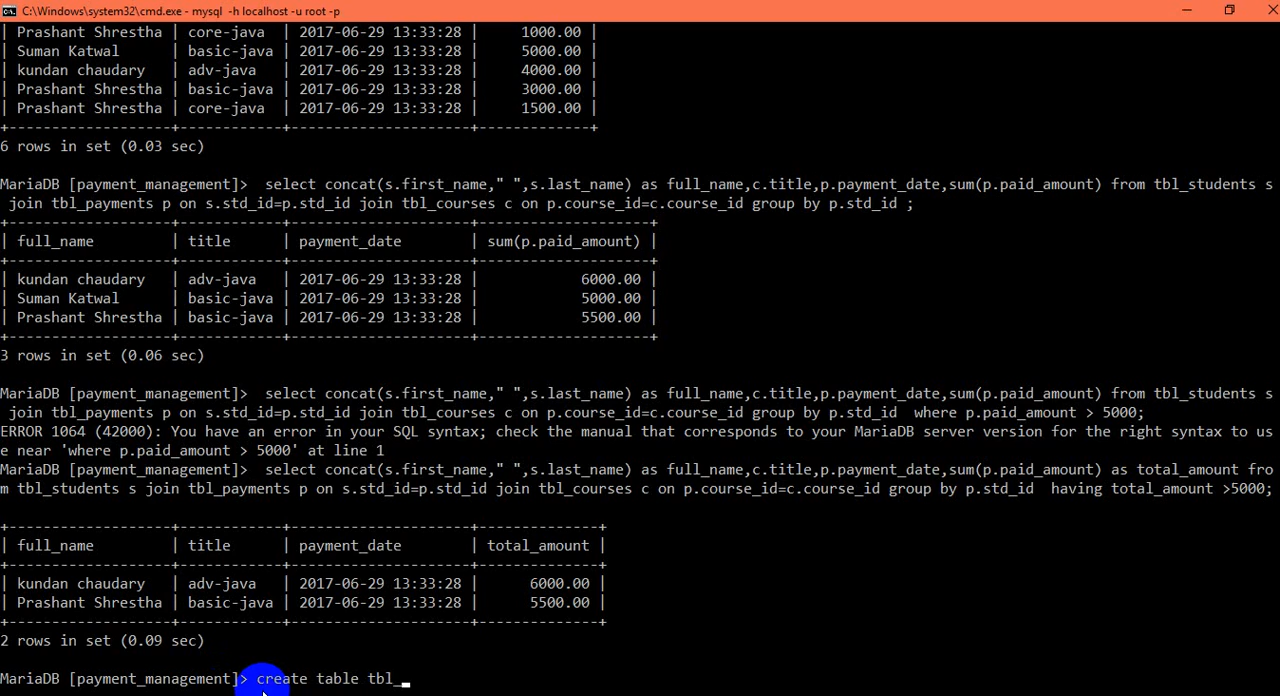 C:\Windows\system32\cmd.exe - mysql -h localhost -u root -p
| Prashant Shrestha | core-java | 2017-06-29 13:33:28 | 1000.00 |
| Suman Katwal | basic-java | 2017-06-29 13:33:28 | 5000.00 |
| kundan chaudary | adv-java | 2017-06-29 13:33:28 | 4000.00 |
| Prashant Shrestha | basic-java | 2017-06-29 13:33:28 | 3000.00 |
| Prashant Shrestha | core-java | 2017-06-29 13:33:28 | 1500.00 |
+-------------------+------------+---------------------+-------------+
6 rows in set (0.03 sec)
MariaDB [payment_management]>  select concat(s.first_name," ",s.last_name) as full_name,c.title,p.payment_date,sum(p.paid_amount) from tbl_students s
join tbl_payments p on s.std_id=p.std_id join tbl_courses c on p.course_id=c.course_id group by p.std_id ;
+-------------------+------------+---------------------+--------------------+
| full_name | title | payment_date | sum(p.paid_amount) |
+-------------------+------------+---------------------+--------------------+
| kundan chaudary | adv-java | 2017-06-29 13:33:28 | 6000.00 |
| Suman Katwal | basic-java | 2017-06-29 13:33:28 | 5000.00 |
| Prashant Shrestha | basic-java | 2017-06-29 13:33:28 | 5500.00 |
+-------------------+------------+---------------------+--------------------+
3 rows in set (0.06 sec)
MariaDB [payment_management]>  select concat(s.first_name," ",s.last_name) as full_name,c.title,p.payment_date,sum(p.paid_amount) from tbl_students s
join tbl_payments p on s.std_id=p.std_id join tbl_courses c on p.course_id=c.course_id group by p.std_id  where p.paid_amount > 5000;
ERROR 1064 (42000): You have an error in your SQL syntax; check the manual that corresponds to your MariaDB server version for the right syntax to us
e near 'where p.paid_amount > 5000' at line 1
MariaDB [payment_management]>  select concat(s.first_name," ",s.last_name) as full_name,c.title,p.payment_date,sum(p.paid_amount) as total_amount fro
m tbl_students s join tbl_payments p on s.std_id=p.std_id join tbl_courses c on p.course_id=c.course_id group by p.std_id  having total_amount >5000;
+-------------------+------------+---------------------+--------------+
| full_name | title | payment_date | total_amount |
+-------------------+------------+---------------------+--------------+
| kundan chaudary | adv-java | 2017-06-29 13:33:28 | 6000.00 |
| Prashant Shrestha | basic-java | 2017-06-29 13:33:28 | 5500.00 |
+-------------------+------------+---------------------+--------------+
2 rows in set (0.09 sec)
MariaDB [payment_management]> create table tbl_